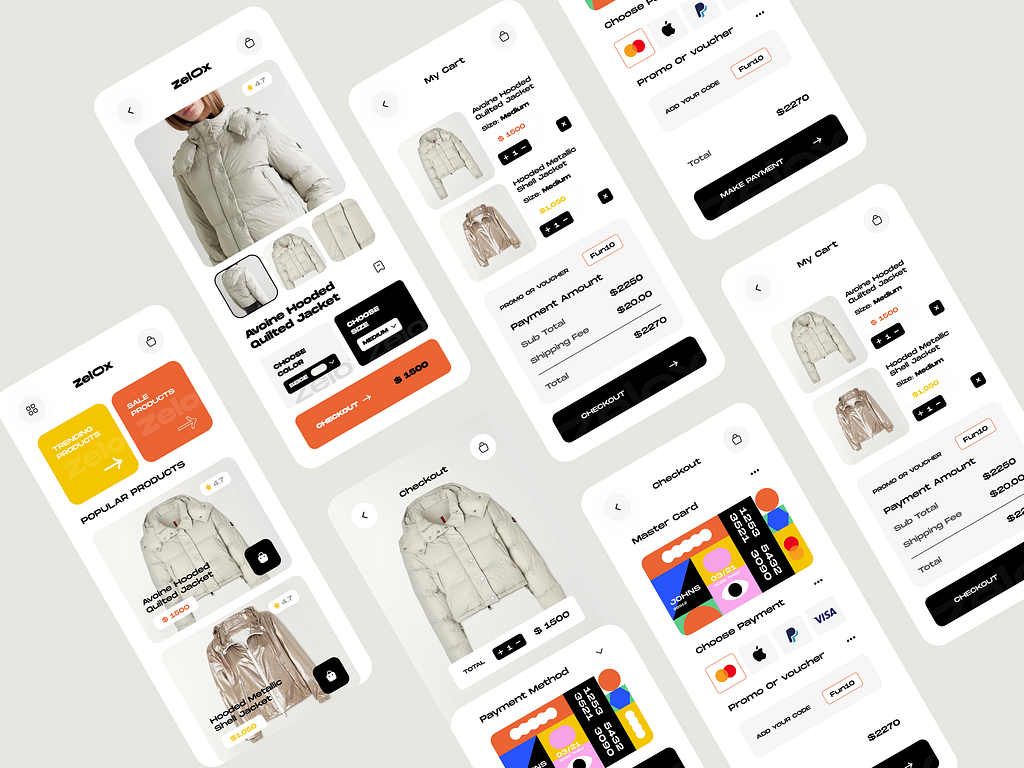 zelOx
4.7
Avoine Hooded
Quilted Jacket
CHOOSE
COLOR
BEIGE
CHOOSE
SIZE
MEDIUM
CHECKOUT
$ 1500
My Cart
Avoine Hooded
Quilted Jacket
Size: Medium
$ 1500
+ 1 −
Hooded Metallic
Shell Jacket
Size: Medium
$1,050
+ 1 −
PROMO OR VOUCHER
Fun10
Payment Amount
Sub Total
$2250
Shipping Fee
$20.00
Total
$2270
CHECKOUT
Choose Payment
Promo Or voucher
ADD YOUR CODE
Fun10
Total
$2270
MAKE PAYMENT
zelOx
TRENDING
PRODUCTS
SALE
PRODUCTS
POPULAR PRODUCTS
4.7
Avoine Hooded
Quilted Jacket
$ 1500
4.7
Hooded Metallic
Shell Jacket
$1,050
checkout
TOTAL
+ 1 −
$ 1500
Payment Method
1253
3521
5432
3090
03/21
Checkout
Master Card
JOHNS
03/21
1253
3521
5432
3090
Choose Payment
VISA
Promo Or voucher
ADD YOUR CODE
Fun10
$2270
My Cart
Avoine Hooded
Quilted Jacket
Size: Medium
$ 1500
+ 1 −
Hooded Metallic
Shell Jacket
Size: Medium
$1,050
+ 1 −
PROMO OR VOUCHER
Fun10
Payment Amount
Sub Total
$2250
Shipping Fee
$20.00
Total
CHECKOUT